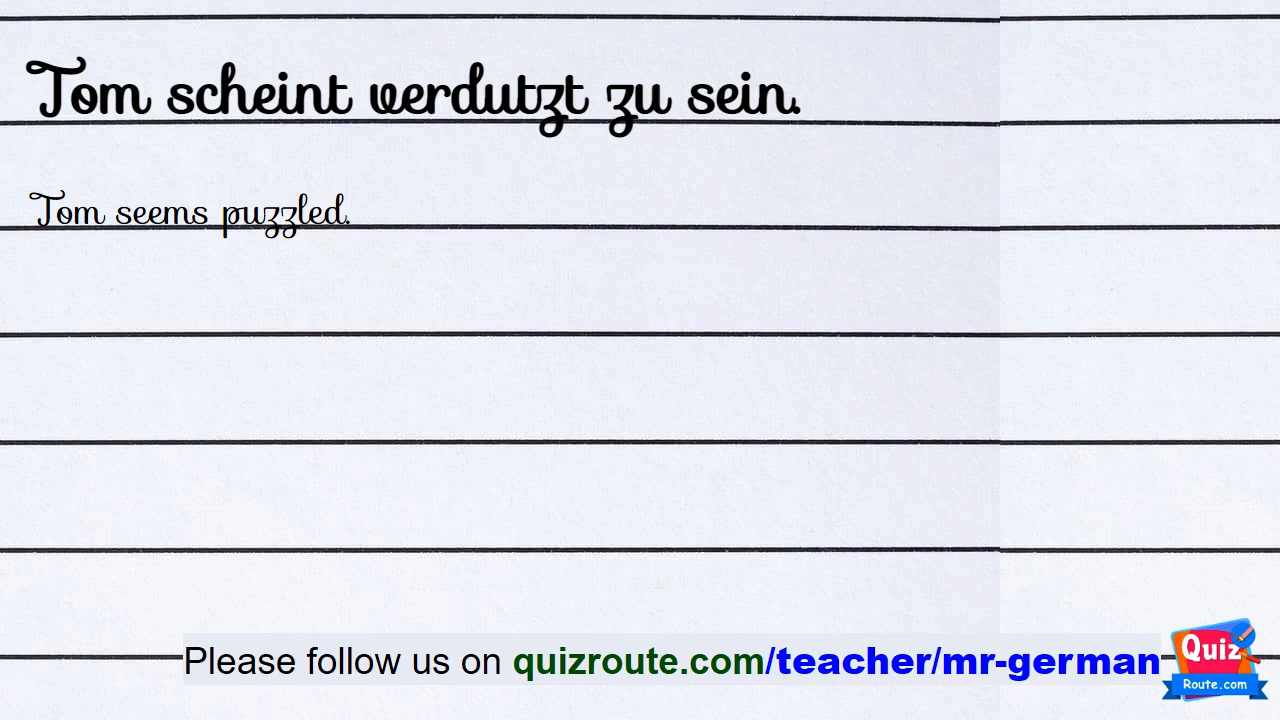 Tom scheint verdutzt zu sein.
Tom seems puzzled.
Please follow us on quizroute.com/teacher/mr-german
Quiz
Route.com